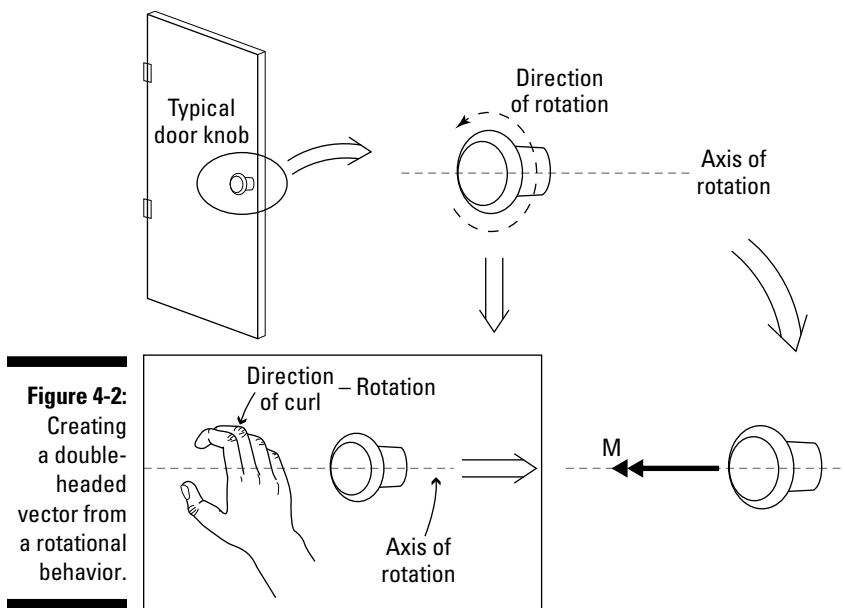 Typical
door knob
Direction
of rotation
Axis of
rotation
Figure 4-2:
Creating
a double-
headed
vector from
a rotational
behavior.
Direction – Rotation
of curl
Axis of
rotation
M